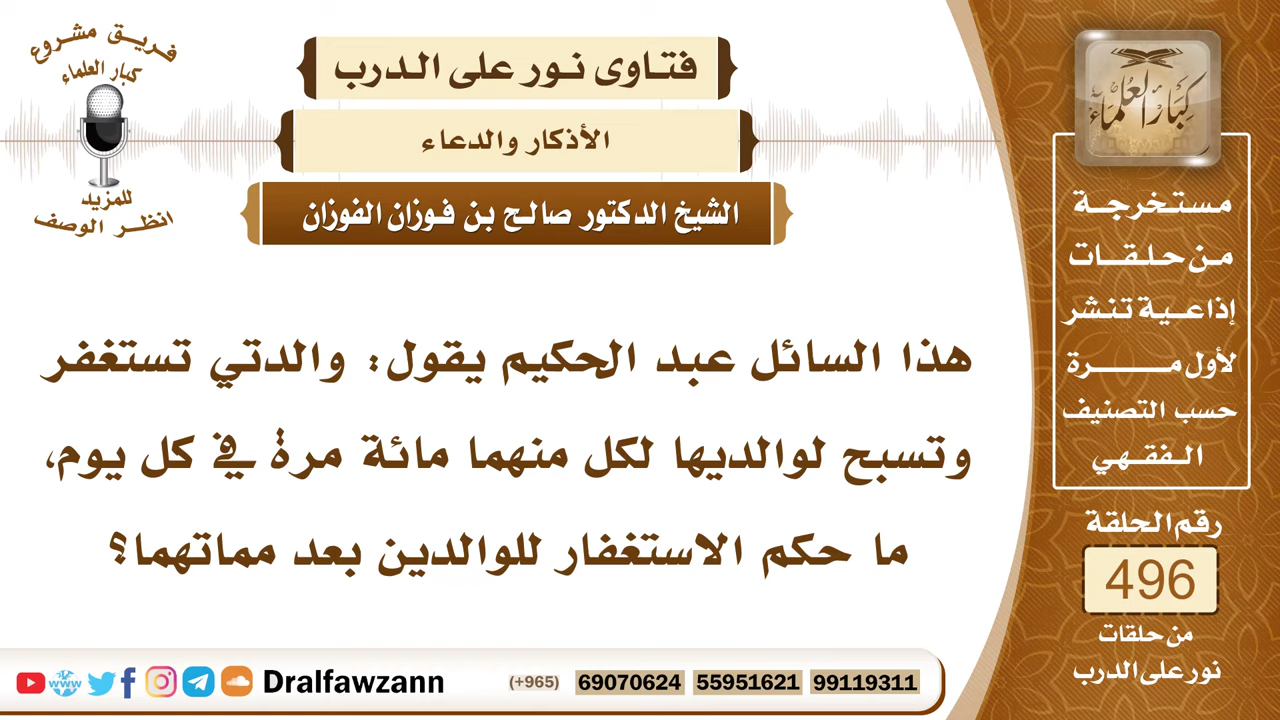 فريق مشروع
كبار العلماء
للمزيد
انظر الوصف
فتاوى نور على الدرب
الأذكار والدعاء
الشيخ الدكتور صالح بن فوزان الفوزان
هذا السائل عبد الحكيم يقول: والدتي تستغفر
وتسبح لوالديها لكل منهما مائة مرة في كل يوم،
ما حكم الاستغفار للوالدين بعد مماتهما؟
كبار العلماء
مستخرجة
من حلقات
إذاعية تنشر
لأول مرة
حسب التصنيف
الفقهي
رقم الحلقة
496
من حلقات
نور على الدرب
www Dralfawzann (+965) 69070624 55951621 99119311